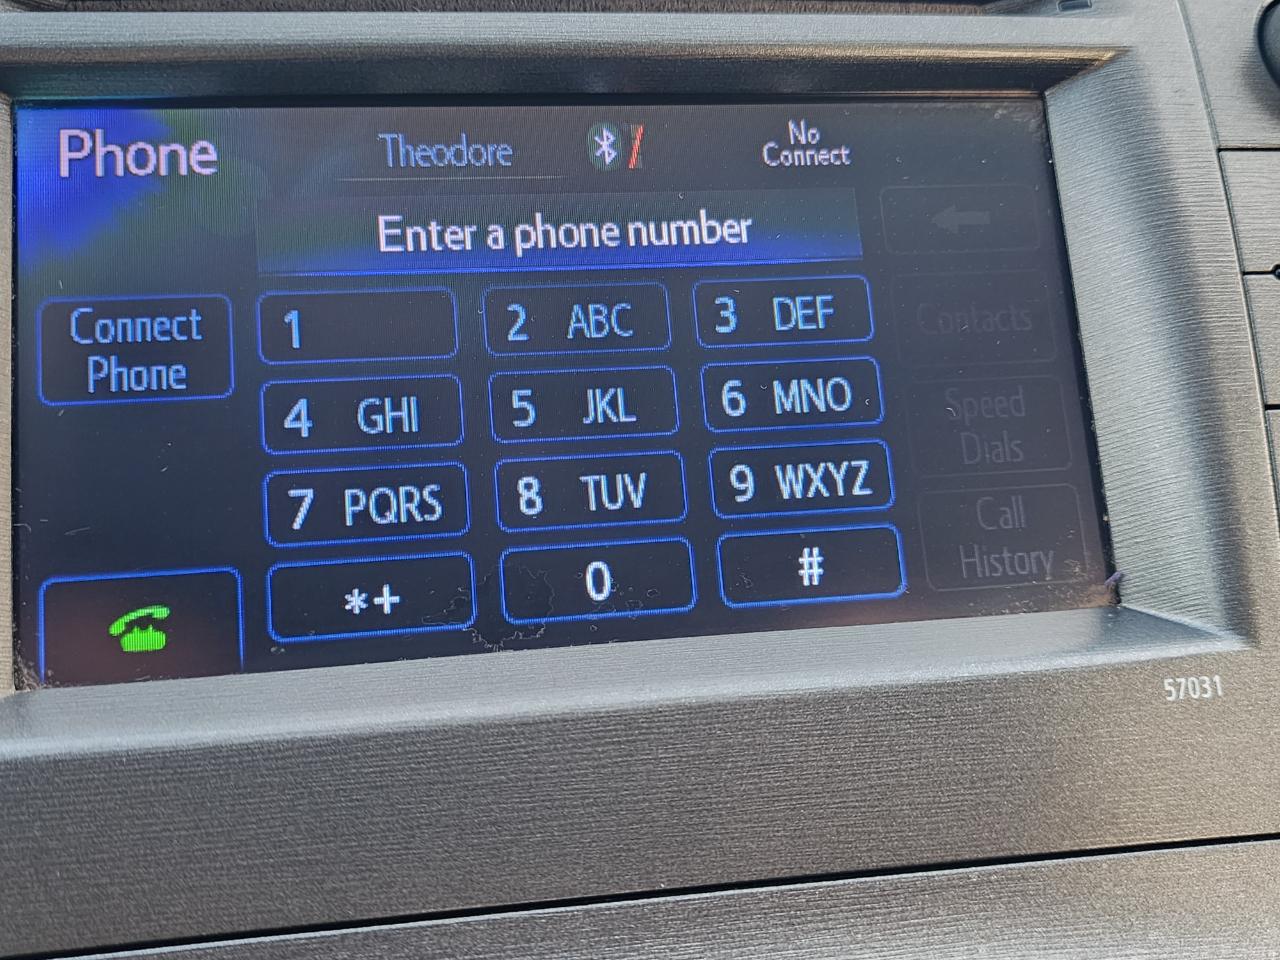 Phone
Theodore
No
Connect
Enter a phone number
Connect
Phone
1
2 ABC
3 DEF
Contacts
4 GHI
5 JKL
6 MNO
Speed
Dials
7 PQRS
8 TUV
9 WXYZ
Call
History
*+
0
#
57031